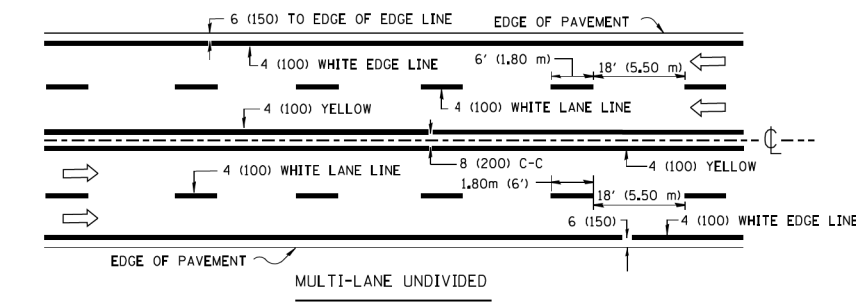 6 (150) TO EDGE OF EDGE LINE
EDGE OF PAVEMENT
4 (100) WHITE EDGE LINE
6' (1.80 m)
18' (5.50 m)
4 (100) YELLOW
4 (100) WHITE LANE LINE
℄
4 (100) WHITE LANE LINE
8 (200) C-C
4 (100) YELLOW
1.80m (6')
18' (5.50 m)
6 (150)
4 (100) WHITE EDGE LINE
EDGE OF PAVEMENT
MULTI-LANE UNDIVIDED